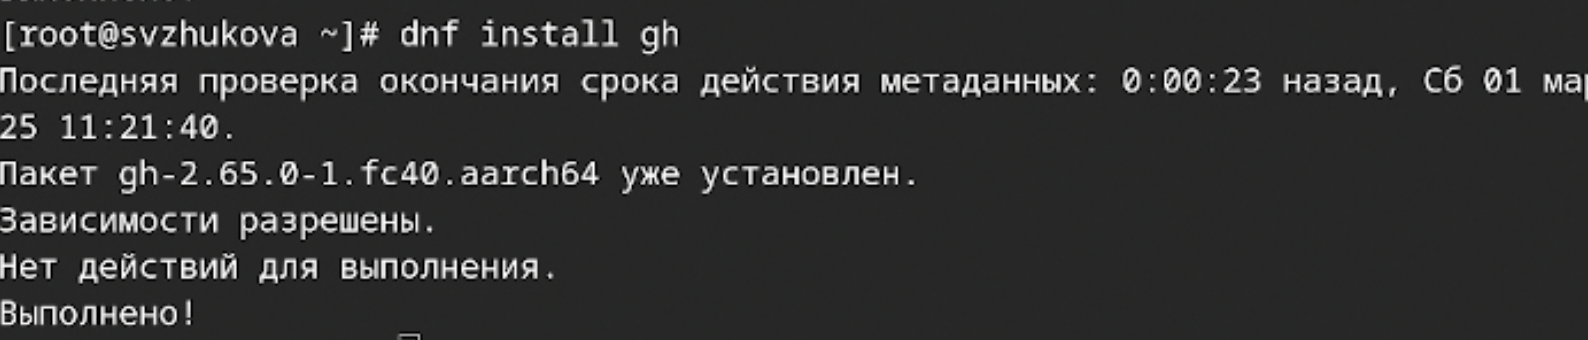 [root@svzhukova ~]# dnf install gh
Последняя проверка окончания срока действия метаданных: 0:00:23 назад, Сб 01 мар
25 11:21:40.
Пакет gh-2.65.0-1.fc40.aarch64 уже установлен.
Зависимости разрешены.
Нет действий для выполнения.
Выполнено!